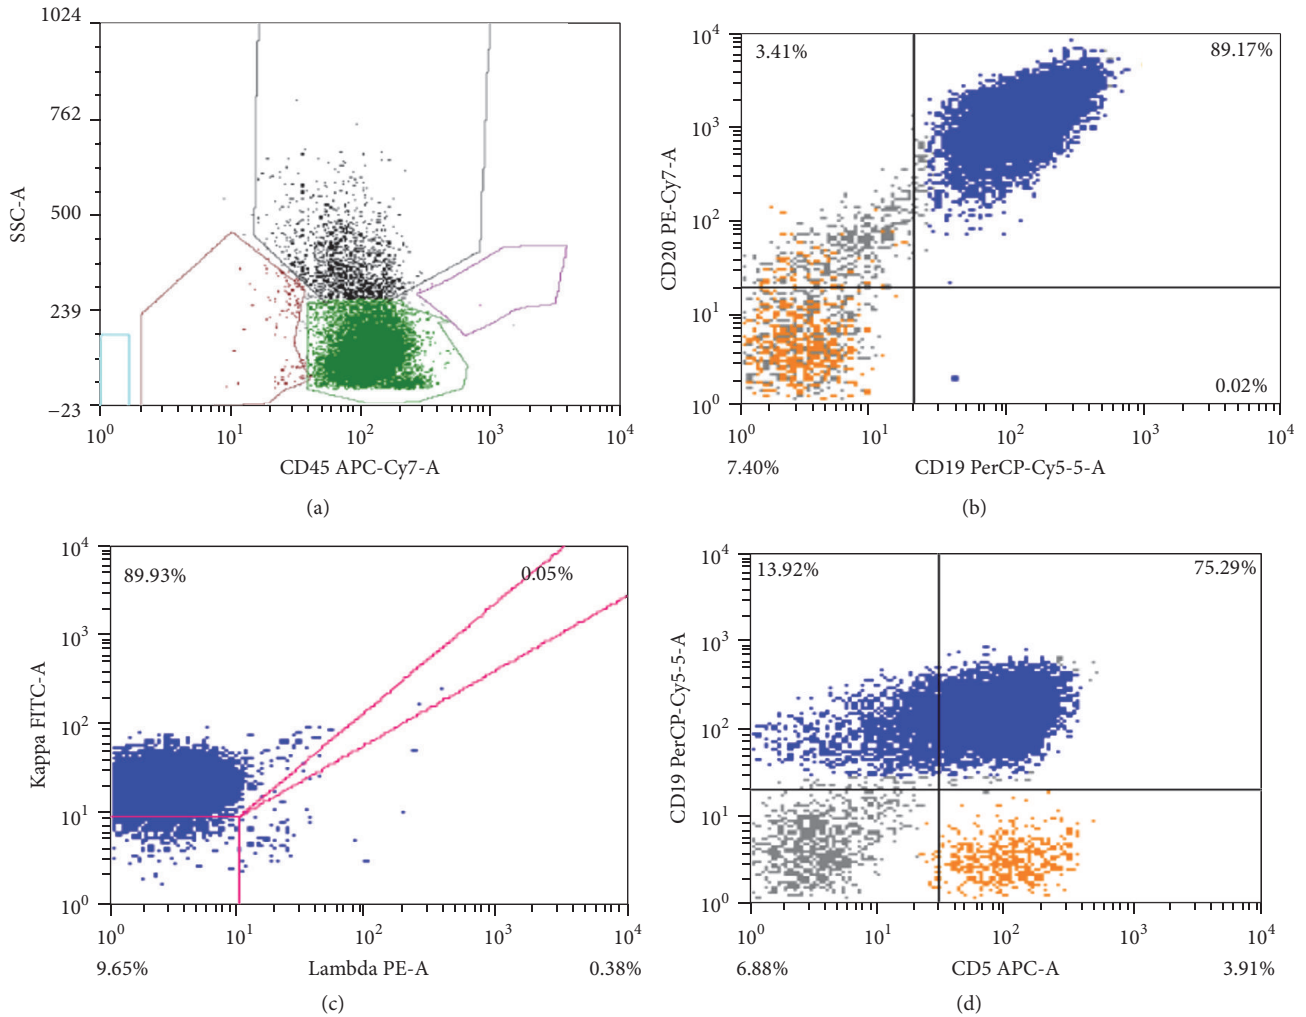 1024
762
500
239
−23
SSC-A
10^0 10^1 10^2 10^3 10^4
CD45 APC-Cy7-A
(a)
10^4
10^3
10^2
10^1
10^0
CD20 PE-Cy7-A
3.41% 89.17%
0.02%
10^0 10^1 10^2 10^3 10^4
7.40% CD19 PerCP-Cy5-5-A
(b)
10^4
10^3
10^2
10^1
10^0
Kappa FITC-A
89.93% 0.05%
10^0 10^1 10^2 10^3 10^4
9.65% Lambda PE-A 0.38%
(c)
10^4
10^3
10^2
10^1
10^0
CD19 PerCP-Cy5-5-A
13.92% 75.29%
10^0 10^1 10^2 10^3 10^4
6.88% CD5 APC-A 3.91%
(d)